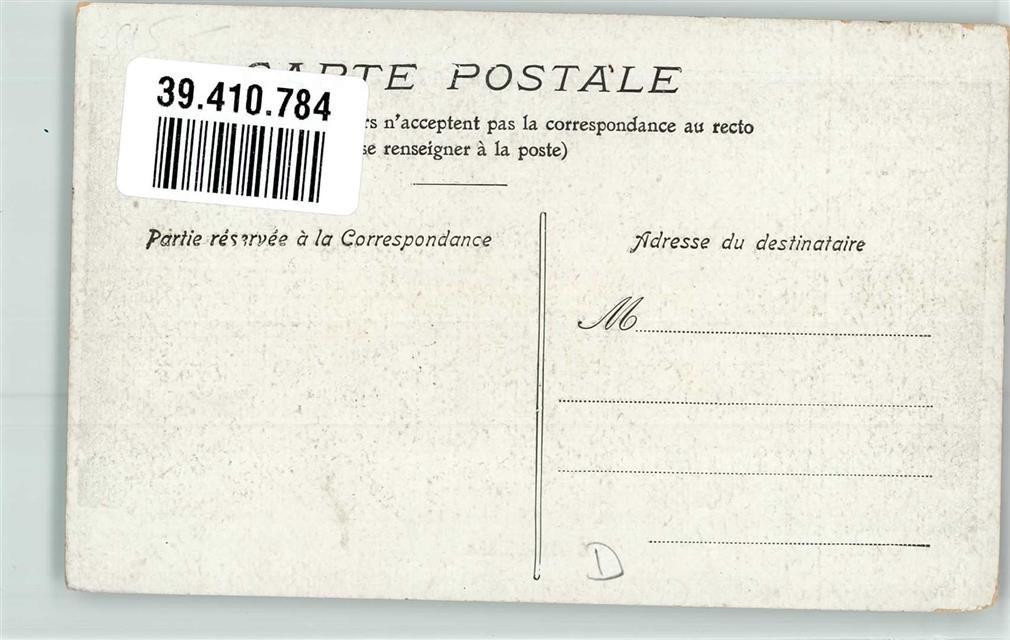 CARTE POSTALE
39.410.784
rs n'acceptent pas la correspondance au recto
se renseigner à la poste)
Partie réservée à la Correspondance
Adresse du destinataire
M
D